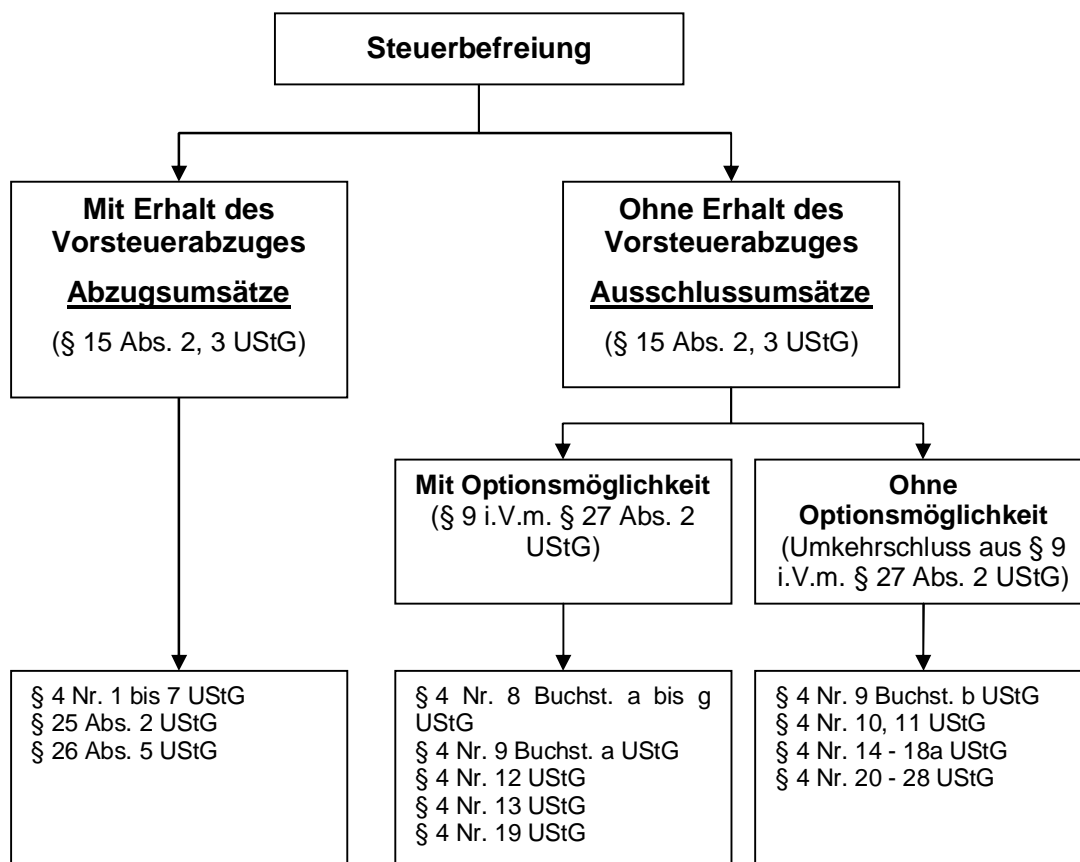 Steuerbefreiung
Mit Erhalt des
Vorsteuerabzuges
Abzugsumsätze
(§ 15 Abs. 2, 3 UStG)
Ohne Erhalt des
Vorsteuerabzuges
Ausschlussumsätze
(§ 15 Abs. 2, 3 UStG)
Mit Optionsmöglichkeit
(§ 9 i.V.m. § 27 Abs. 2
UStG)
Ohne
Optionsmöglichkeit
(Umkehrschluss aus § 9
i.V.m. § 27 Abs. 2 UStG)
§ 4 Nr. 1 bis 7 UStG
§ 25 Abs. 2 UStG
§ 26 Abs. 5 UStG
§ 4 Nr. 8 Buchst. a bis g
UStG
§ 4 Nr. 9 Buchst. a UStG
§ 4 Nr. 12 UStG
§ 4 Nr. 13 UStG
§ 4 Nr. 19 UStG
§ 4 Nr. 9 Buchst. b UStG
§ 4 Nr. 10, 11 UStG
§ 4 Nr. 14 - 18a UStG
§ 4 Nr. 20 - 28 UStG